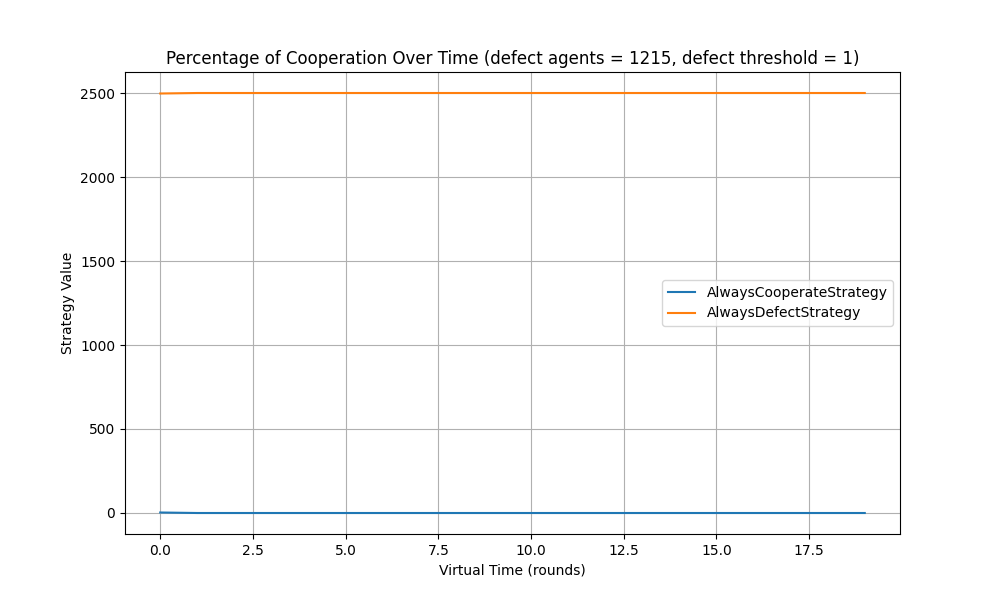 Percentage of Cooperation Over Time (defect agents = 1215, defect threshold = 1)
2500
2000
1500
1000
500
0
Strategy Value
AlwaysCooperateStrategy
AlwaysDefectStrategy
0.0 2.5 5.0 7.5 10.0 12.5 15.0 17.5
Virtual Time (rounds)